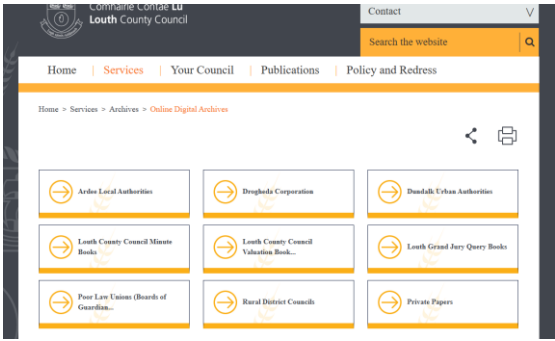 Comhairle Contae Lú
Louth County Council
Contact
Search the website
Home | Services | Your Council | Publications | Policy and Redress
Home > Services > Archives > Online Digital Archives
Ardee Local Authorities
Drogheda Corporation
Dundalk Urban Authorities
Louth County Council Minute
Books
Louth County Council
Valuation Book...
Louth Grand Jury Query Books
Poor Law Unions (Boards of
Guardian...
Rural District Councils
Private Papers